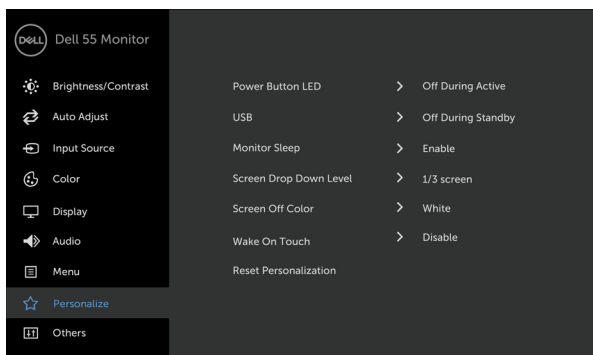 DELL Dell 55 Monitor
Brightness/Contrast
Auto Adjust
Input Source
Color
Display
Audio
Menu
Personalize
Others
Power Button LED Off During Active
USB Off During Standby
Monitor Sleep Enable
Screen Drop Down Level 1/3 screen
Screen Off Color White
Wake On Touch Disable
Reset Personalization